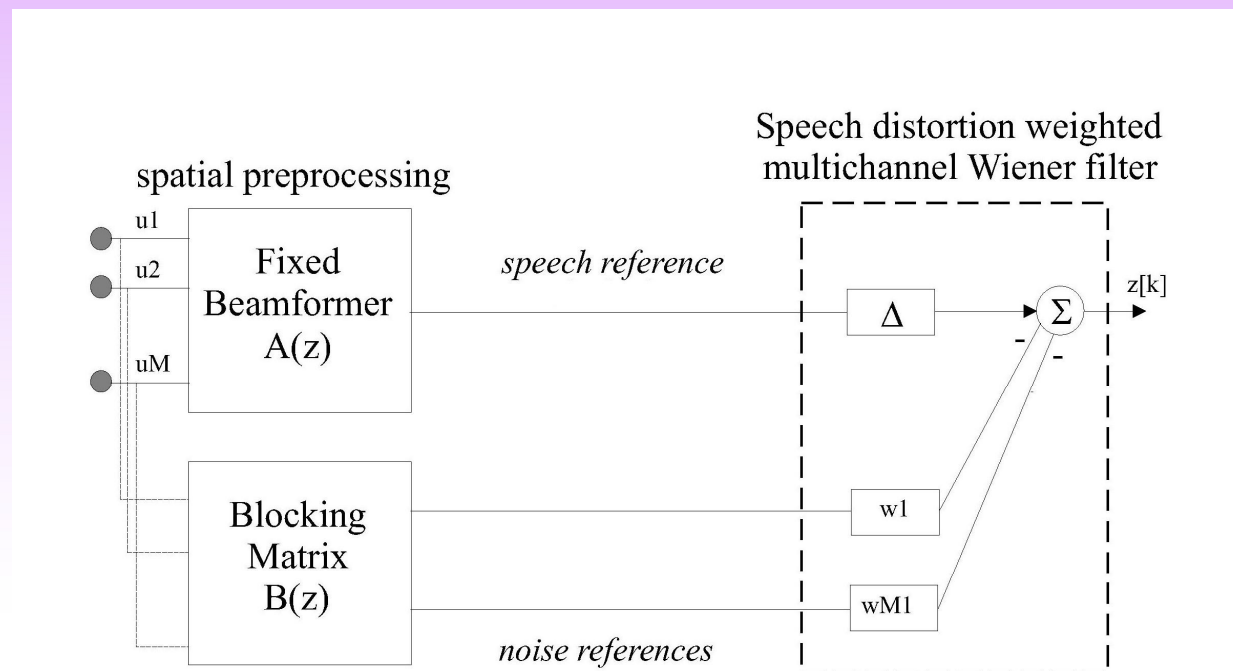 Speech distortion weighted
multichannel Wiener filter
spatial preprocessing
u1
u2
uM
Fixed
Beamformer
A(z)
speech reference
Δ
Σ
z[k]
-
-
Blocking
Matrix
B(z)
w1
wM1
noise references